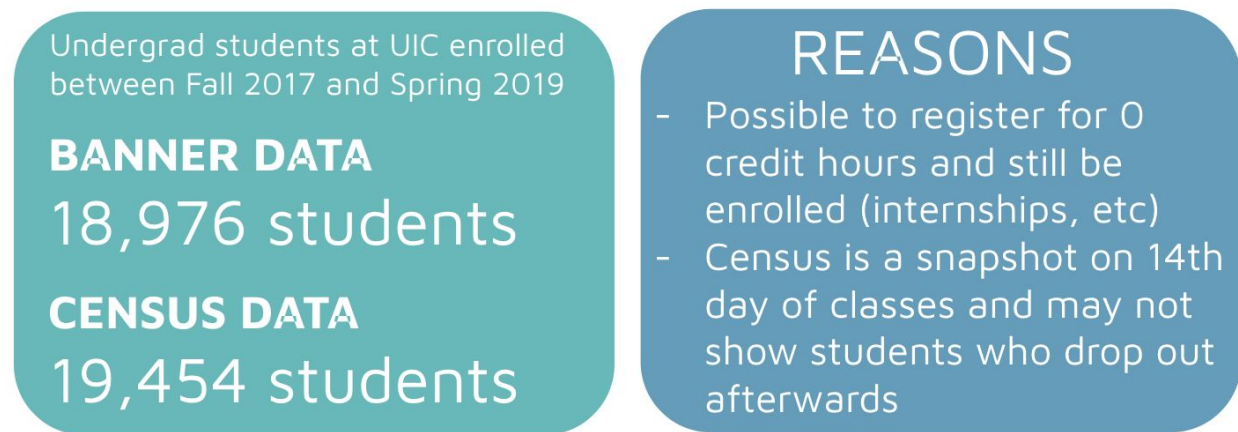 Undergrad students at UIC enrolled
between Fall 2017 and Spring 2019
BANNER DATA
18,976 students
CENSUS DATA
19,454 students
REASONS
- Possible to register for 0
credit hours and still be
enrolled (internships, etc)
- Census is a snapshot on 14th
day of classes and may not
show students who drop out
afterwards